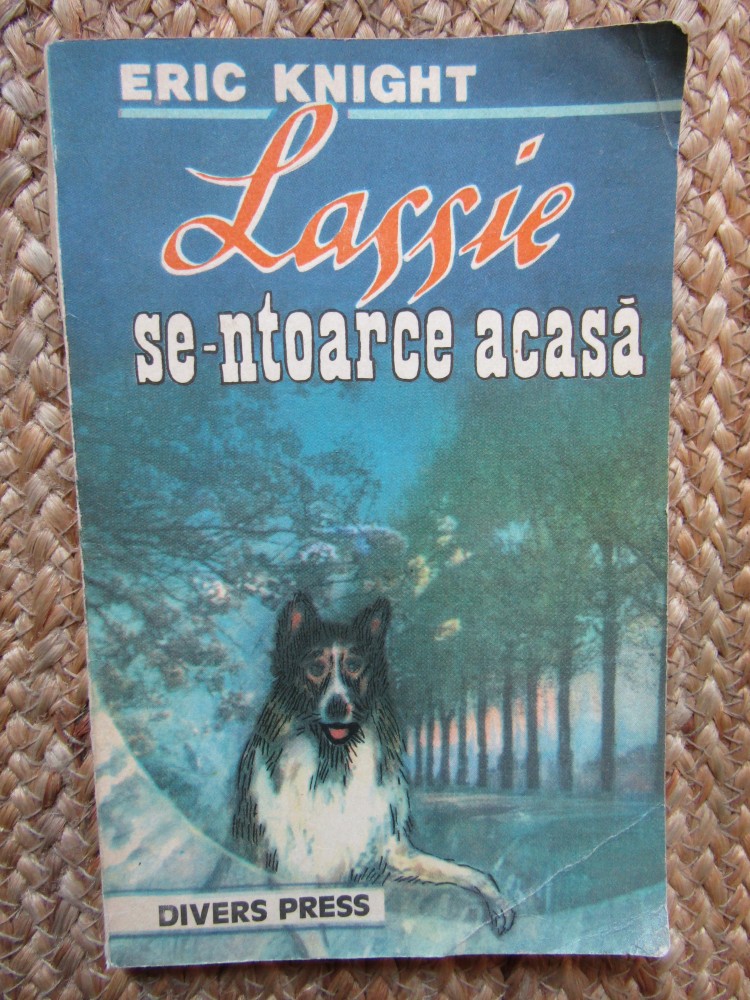 ERIC KNIGHT
Lassie
se-ntoarce acasă
DIVERS PRESS